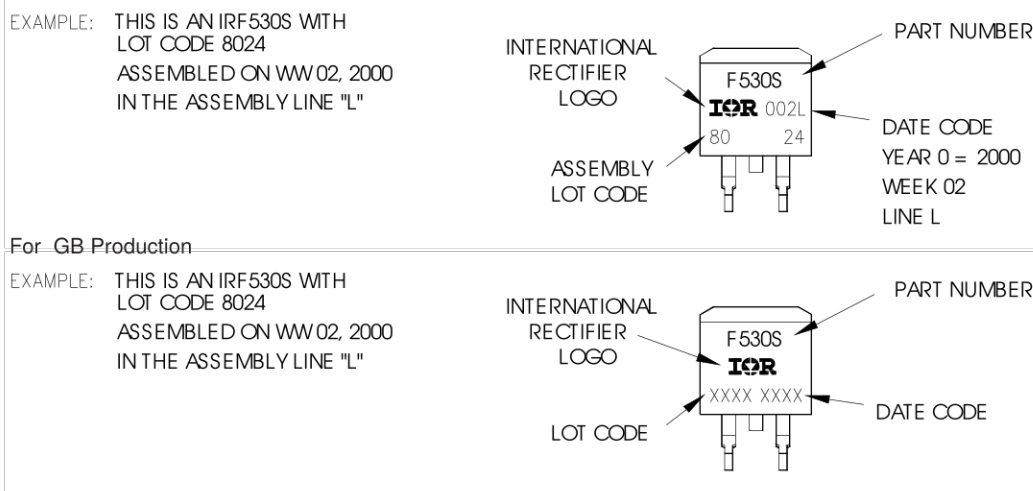 EXAMPLE: THIS IS AN IRF530S WITH
LOT CODE 8024
ASSEMBLED ON WW 02, 2000
IN THE ASSEMBLY LINE "L"
INTERNATIONAL
RECTIFIER
LOGO
ASSEMBLY
LOT CODE
F530S
IOR 002L
80 24
PART NUMBER
DATE CODE
YEAR 0 = 2000
WEEK 02
LINE L
For GB Production
EXAMPLE: THIS IS AN IRF530S WITH
LOT CODE 8024
ASSEMBLED ON WW 02, 2000
IN THE ASSEMBLY LINE "L"
INTERNATIONAL
RECTIFIER
LOGO
LOT CODE
F530S
IOR
XXXX XXXX
PART NUMBER
DATE CODE